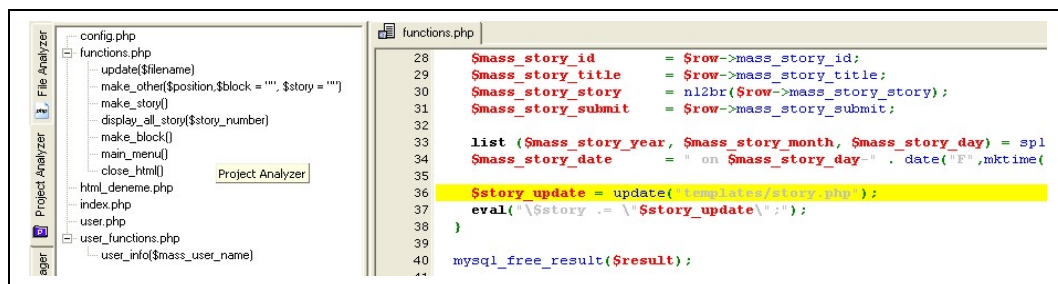 File Analyzer
Project Analyzer
ager
config.php
functions.php
update($filename)
make_other($position,$block = "", $story = "")
make_story()
display_all_story($story_number)
make_block()
main_menu()
close_html()
Project Analyzer
html_deneme.php
index.php
user.php
user_functions.php
user_info($mass_user_name)
functions.php
28 $mass_story_id = $row->mass_story_id;
29 $mass_story_title = $row->mass_story_title;
30 $mass_story_story = nl2br($row->mass_story_story);
31 $mass_story_submit = $row->mass_story_submit;
32
33 list ($mass_story_year, $mass_story_month, $mass_story_day) = spl
34 $mass_story_date = " on $mass_story_day-" . date("F",mktime(
35
36 $story_update = update("templates/story.php");
37 eval("\$story .= \"$story_update\";");
38 }
39
40 mysql_free_result($result);